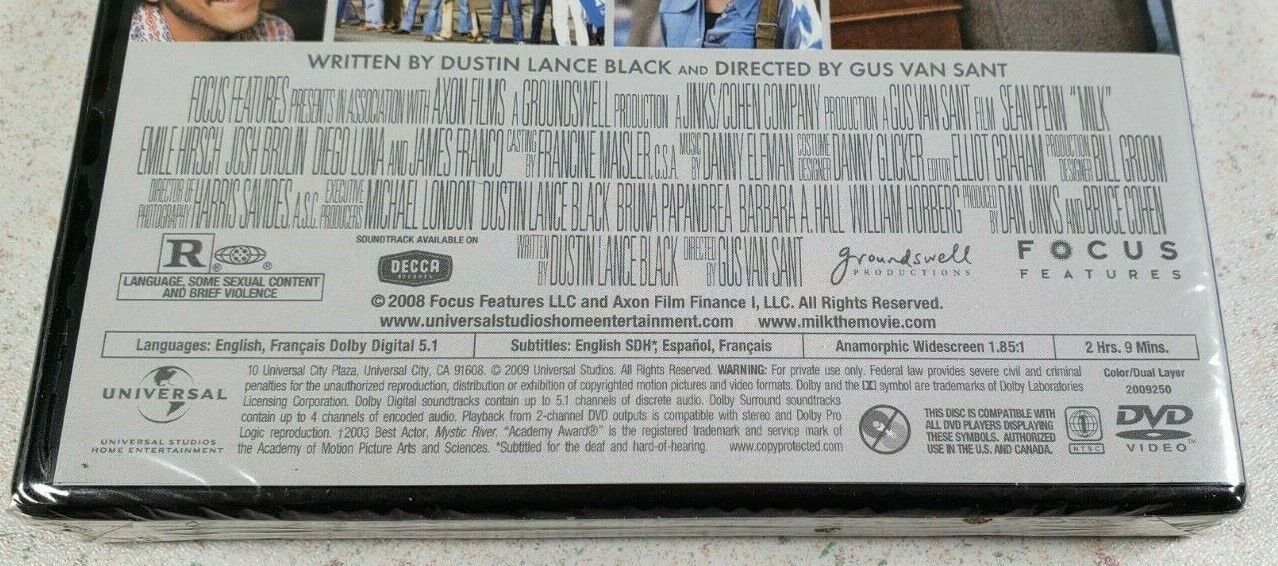 WRITTEN BY DUSTIN LANCE BLACK AND DIRECTED BY GUS VAN SANT
FOCUS FEATURES PRESENTS IN ASSOCIATION WITH AXON FILMS A GROUNDSWELL PRODUCTION A JINKS/COHEN COMPANY PRODUCTION A GUS VAN SANT FILM SEAN PENN "MILK"
EMILE HIRSCH JOSH BROLIN DIEGO LUNA AND JAMES FRANCO CASTING BY FRANCINE MAISLER, C.S.A. MUSIC BY DANNY ELFMAN COSTUME DESIGNER DANNY GLICKER EDITOR ELLIOT GRAHAM PRODUCTION DESIGNER BILL GROOM
DIRECTOR OF PHOTOGRAPHY HARRIS SAVIDES, A.S.C. EXECUTIVE PRODUCERS MICHAEL LONDON DUSTIN LANCE BLACK BRUNA PAPANDREA BARBARA A. HALL WILLIAM HORBERG PRODUCED BY DAN JINKS AND BRUCE COHEN
WRITTEN BY DUSTIN LANCE BLACK DIRECTED BY GUS VAN SANT
R
LANGUAGE, SOME SEXUAL CONTENT
AND BRIEF VIOLENCE
SOUNDTRACK AVAILABLE ON
DECCA
RECORDS
groundswell
PRODUCTIONS
FOCUS
FEATURES
© 2008 Focus Features LLC and Axon Film Finance I, LLC. All Rights Reserved.
www.universalstudioshomeentertainment.com www.milkthemovie.com
Languages: English, Français Dolby Digital 5.1 Subtitles: English SDH*, Español, Français Anamorphic Widescreen 1.85:1 2 Hrs. 9 Mins.
UNIVERSAL
UNIVERSAL STUDIOS
HOME ENTERTAINMENT
10 Universal City Plaza, Universal City, CA 91608. © 2009 Universal Studios. All Rights Reserved. WARNING: For private use only. Federal law provides severe civil and criminal
penalties for the unauthorized reproduction, distribution or exhibition of copyrighted motion pictures and video formats. Dolby and the DD symbol are trademarks of Dolby Laboratories
Licensing Corporation. Dolby Digital soundtracks contain up to 5.1 channels of discrete audio. Dolby Surround soundtracks
contain up to 4 channels of encoded audio. Playback from 2-channel DVD outputs is compatible with stereo and Dolby Pro
Logic reproduction. †2003 Best Actor, Mystic River. "Academy Award®" is the registered trademark and service mark of
the Academy of Motion Picture Arts and Sciences. *Subtitled for the deaf and hard-of-hearing. www.copyprotected.com
Color/Dual Layer
2009250
THIS DISC IS COMPATIBLE WITH
ALL DVD PLAYERS DISPLAYING
THESE SYMBOLS. AUTHORIZED
USE IN THE U.S. AND CANADA.
1
NTSC
DVD
VIDEO™